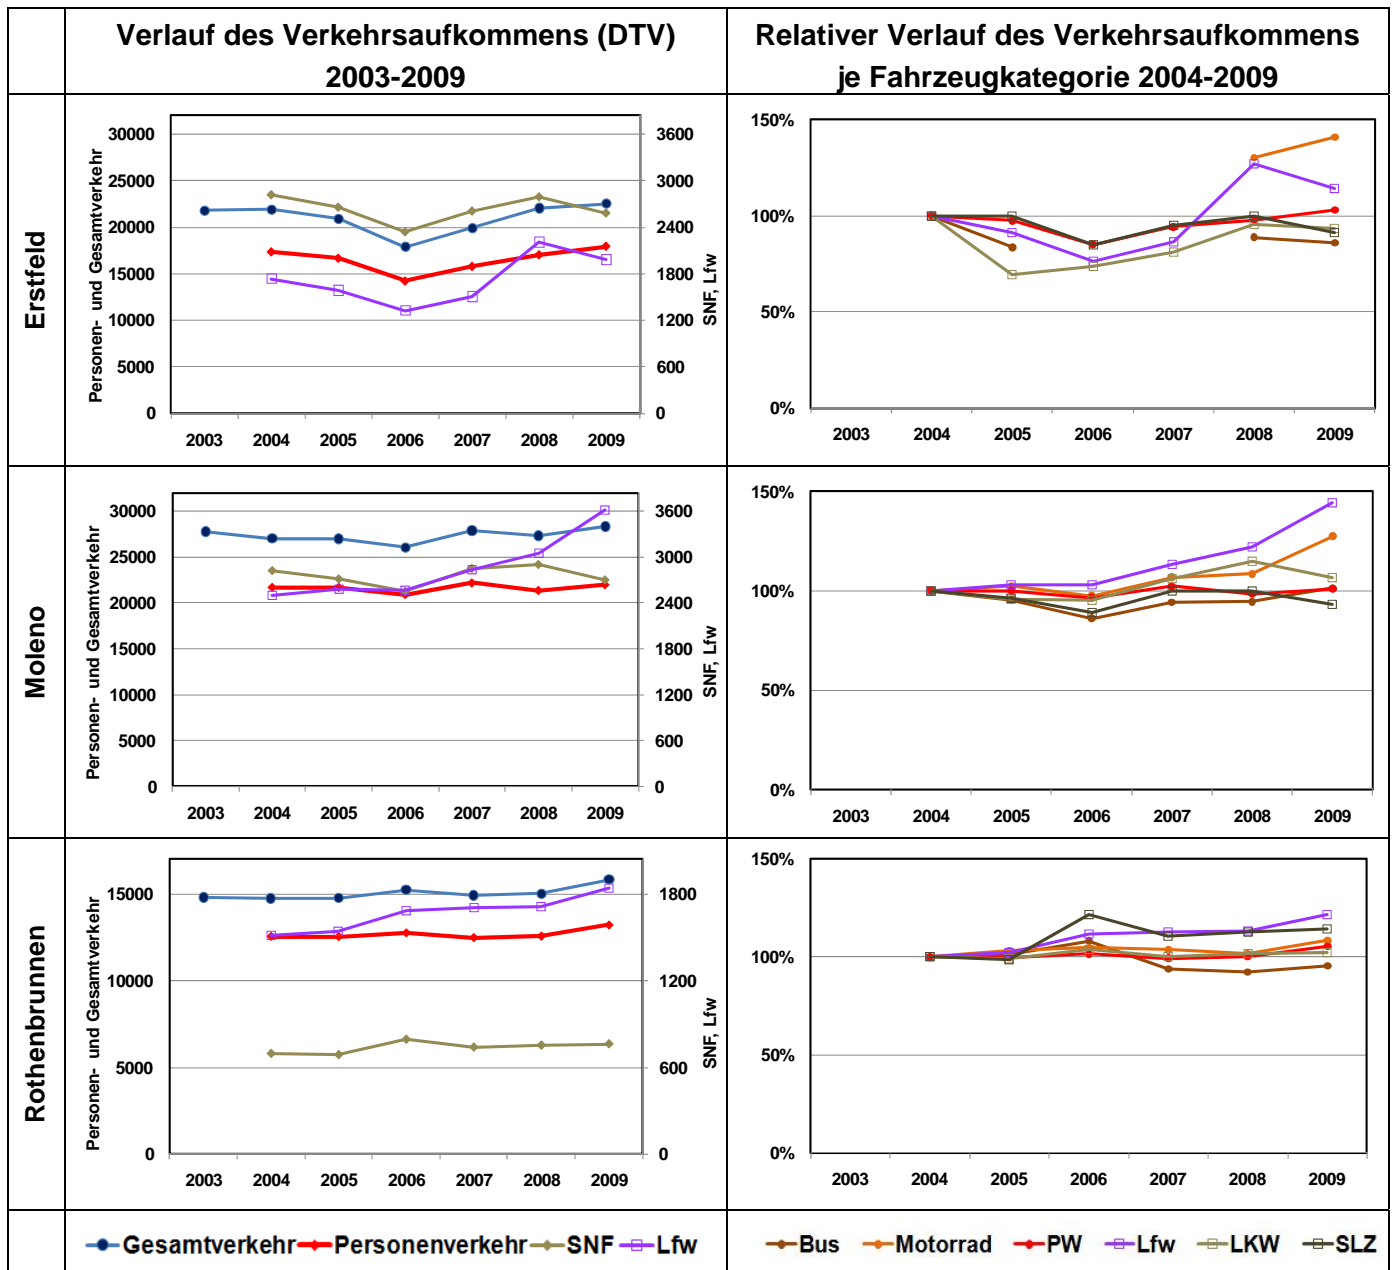 Verlauf des Verkehrsaufkommens (DTV)
2003-2009
Relativer Verlauf des Verkehrsaufkommens
je Fahrzeugkategorie 2004-2009
Erstfeld
Personen- und Gesamtverkehr
30000
25000
20000
15000
10000
5000
0
3600
3000
2400
1800
1200
600
0
SNF, Lfw
2003 2004 2005 2006 2007 2008 2009
150%
100%
50%
0%
2003 2004 2005 2006 2007 2008 2009
Moleno
Personen- und Gesamtverkehr
30000
25000
20000
15000
10000
5000
0
3600
3000
2400
1800
1200
600
0
SNF, Lfw
2003 2004 2005 2006 2007 2008 2009
150%
100%
50%
0%
2003 2004 2005 2006 2007 2008 2009
Rothenbrunnen
Personen- und Gesamtverkehr
15000
10000
5000
0
1800
1200
600
0
SNF, Lfw
2003 2004 2005 2006 2007 2008 2009
150%
100%
50%
0%
2003 2004 2005 2006 2007 2008 2009
Gesamtverkehr Personenverkehr SNF Lfw
Bus Motorrad PW Lfw LKW SLZ